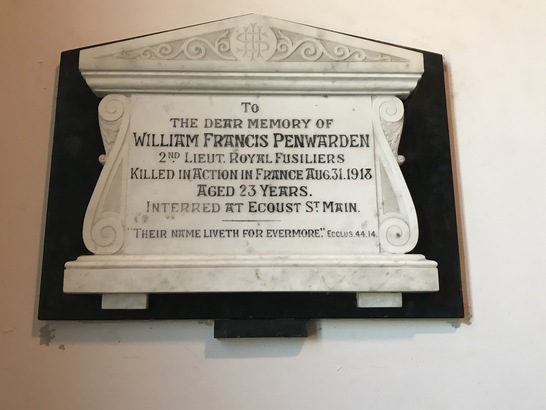 IHS
TO
THE DEAR MEMORY OF
WILLIAM FRANCIS PENWARDEN
2ND LIEUT. ROYAL FUSILIERS
KILLED IN ACTION IN FRANCE AUG.31.1918
AGED 23 YEARS.
INTERRED AT ECOUST ST MAIN.
"THEIR NAME LIVETH FOR EVERMORE." ECCLUS.44.14.